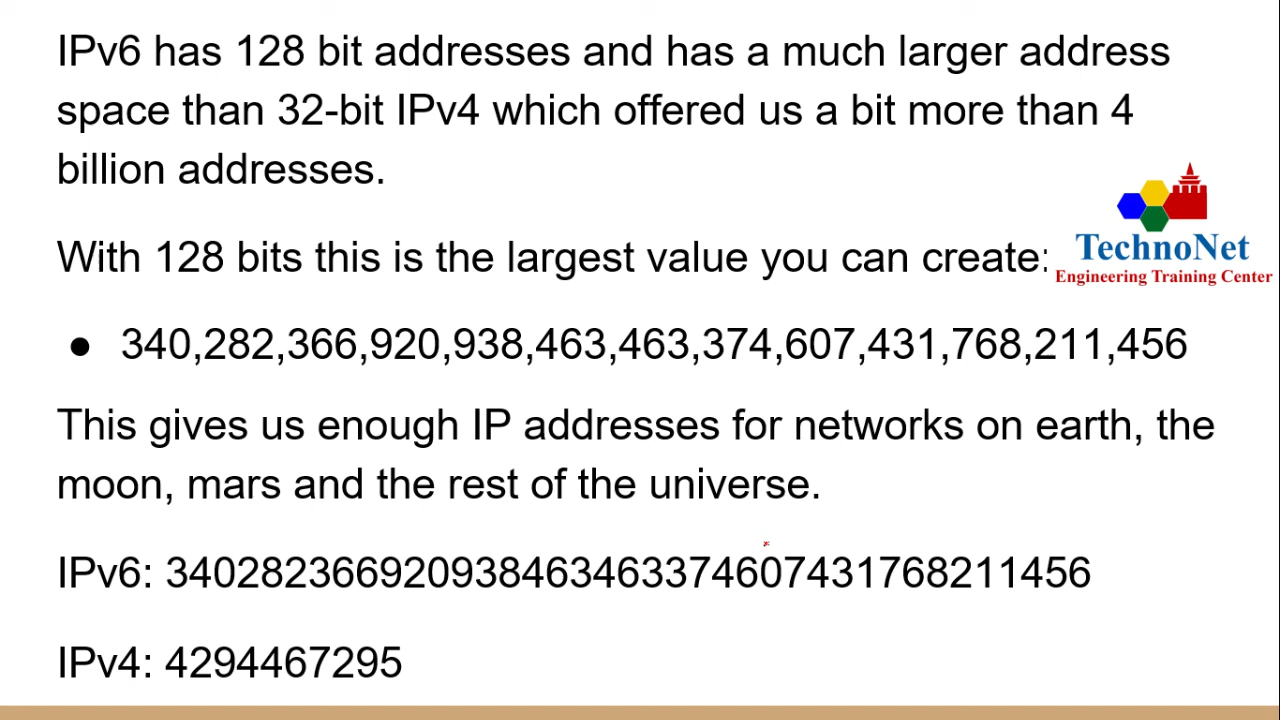 IPv6 has 128 bit addresses and has a much larger address
space than 32-bit IPv4 which offered us a bit more than 4
billion addresses.
With 128 bits this is the largest value you can create:
TechnoNet
Engineering Training Center
● 340,282,366,920,938,463,463,374,607,431,768,211,456
This gives us enough IP addresses for networks on earth, the
moon, mars and the rest of the universe.
IPv6: 340282366920938463463374607431768211456
IPv4: 4294467295